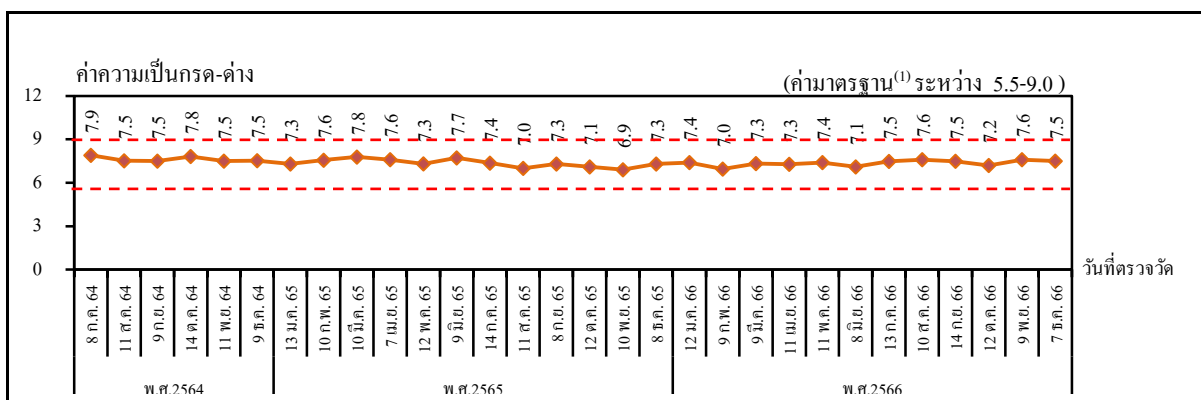 ค่าความเป็นกรด-ด่าง
(ค่ามาตรฐาน(1) ระหว่าง 5.5-9.0 )
12
9
6
3
0
7.9 7.5 7.5 7.8 7.5 7.5 7.3 7.6 7.8 7.6 7.3 7.7 7.4 7.0 7.3 7.1 6.9 7.3 7.4 7.0 7.3 7.3 7.4 7.1 7.5 7.6 7.5 7.2 7.6 7.5
วันที่ตรวจวัด
8 ก.ค. 64
11 ส.ค. 64
9 ก.ย. 64
14 ต.ค. 64
11 พ.ย. 64
9 ธ.ค. 64
13 ม.ค. 65
10 ก.พ. 65
10 มี.ค. 65
7 เม.ย. 65
12 พ.ค. 65
9 มิ.ย. 65
14 ก.ค. 65
11 ส.ค. 65
8 ก.ย. 65
12 ต.ค. 65
10 พ.ย. 65
8 ธ.ค. 65
12 ม.ค. 66
9 ก.พ. 66
9 มี.ค. 66
11 เม.ย. 66
11 พ.ค. 66
8 มิ.ย. 66
13 ก.ค. 66
10 ส.ค. 66
14 ก.ย. 66
12 ต.ค. 66
9 พ.ย. 66
7 ธ.ค. 66
พ.ศ.2564 พ.ศ.2565 พ.ศ.2566